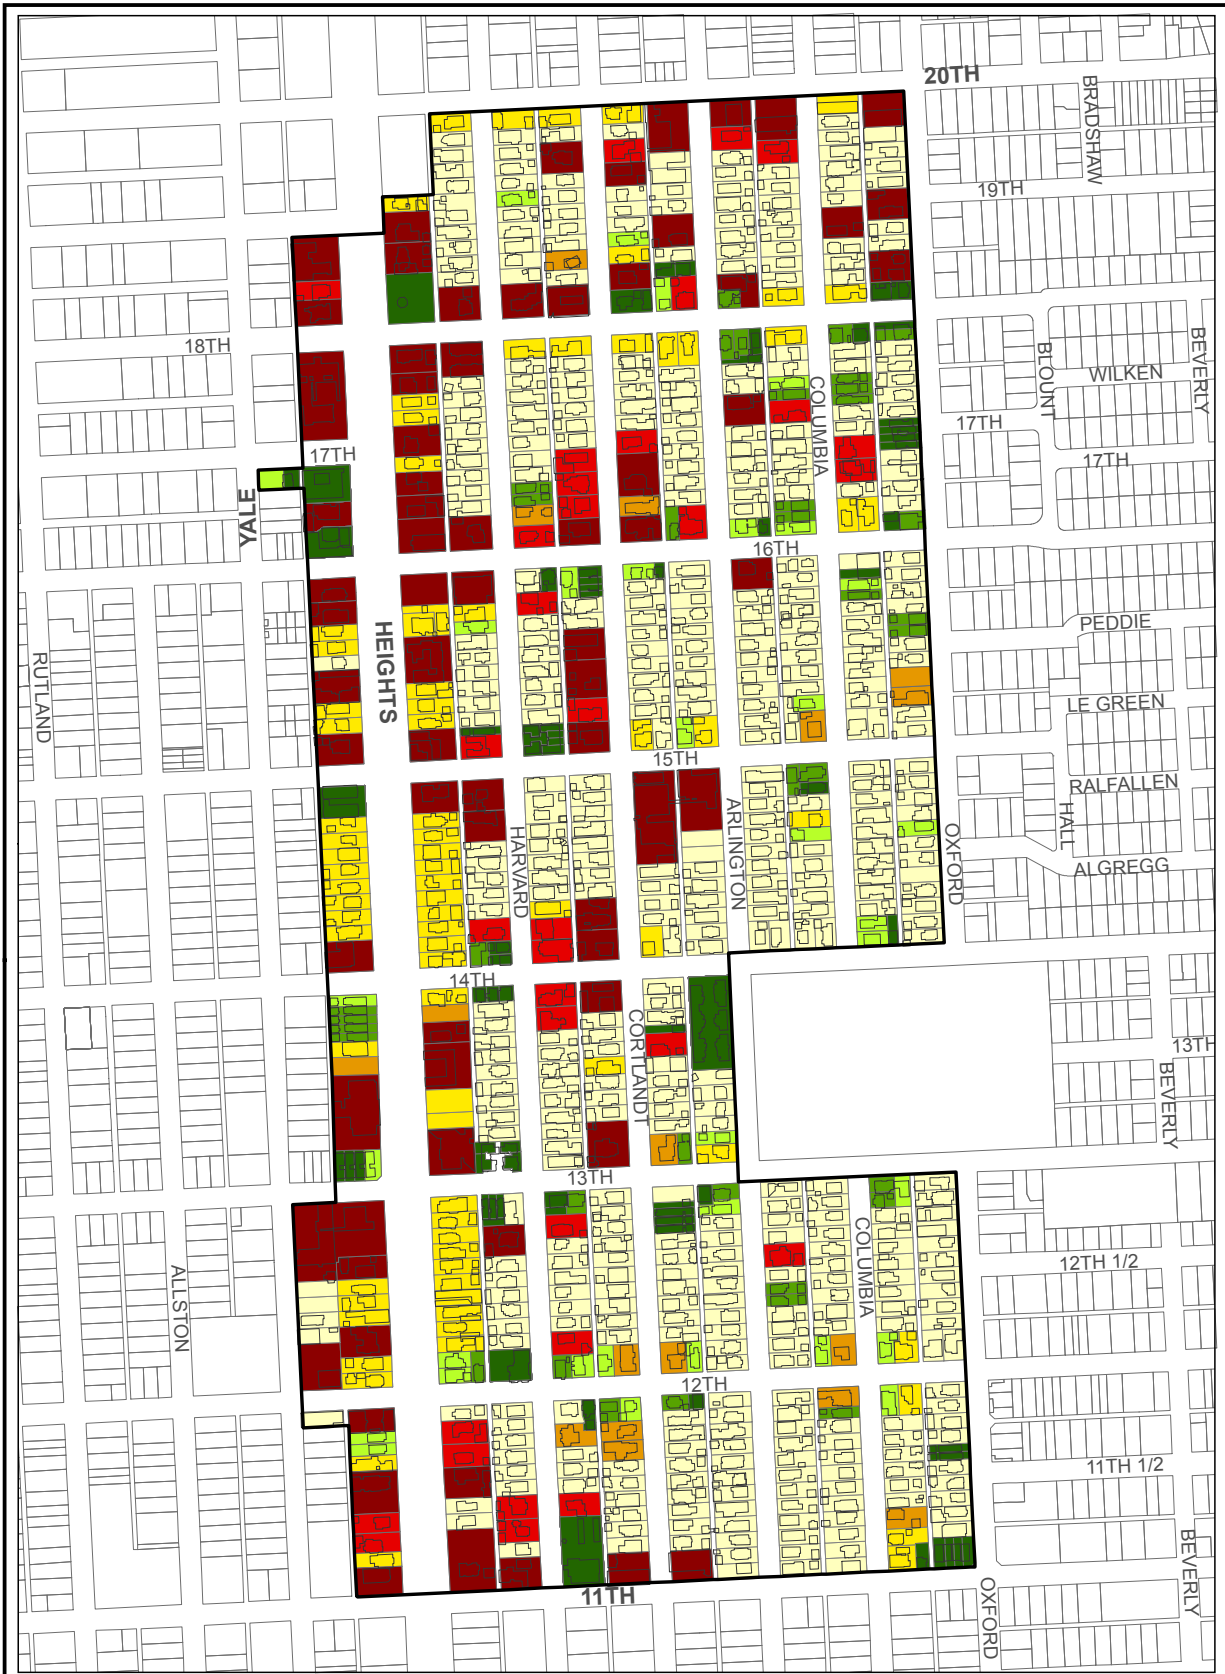 20TH
BRADSHAW
19TH
18TH
BLOUNT
BEVERLY
WILKEN
COLUMBIA
17TH
17TH
17TH
YALE
16TH
HEIGHTS
PEDDIE
RUTLAND
LE GREEN
15TH
RALFALLEN
ARLINGTON
HALL
HARVARD
OXFORD
ALGREGG
14TH
CORTLANDT
13TH
BEVERLY
13TH
COLUMBIA
12TH 1/2
ALLSTON
12TH
11TH 1/2
BEVERLY
11TH
OXFORD